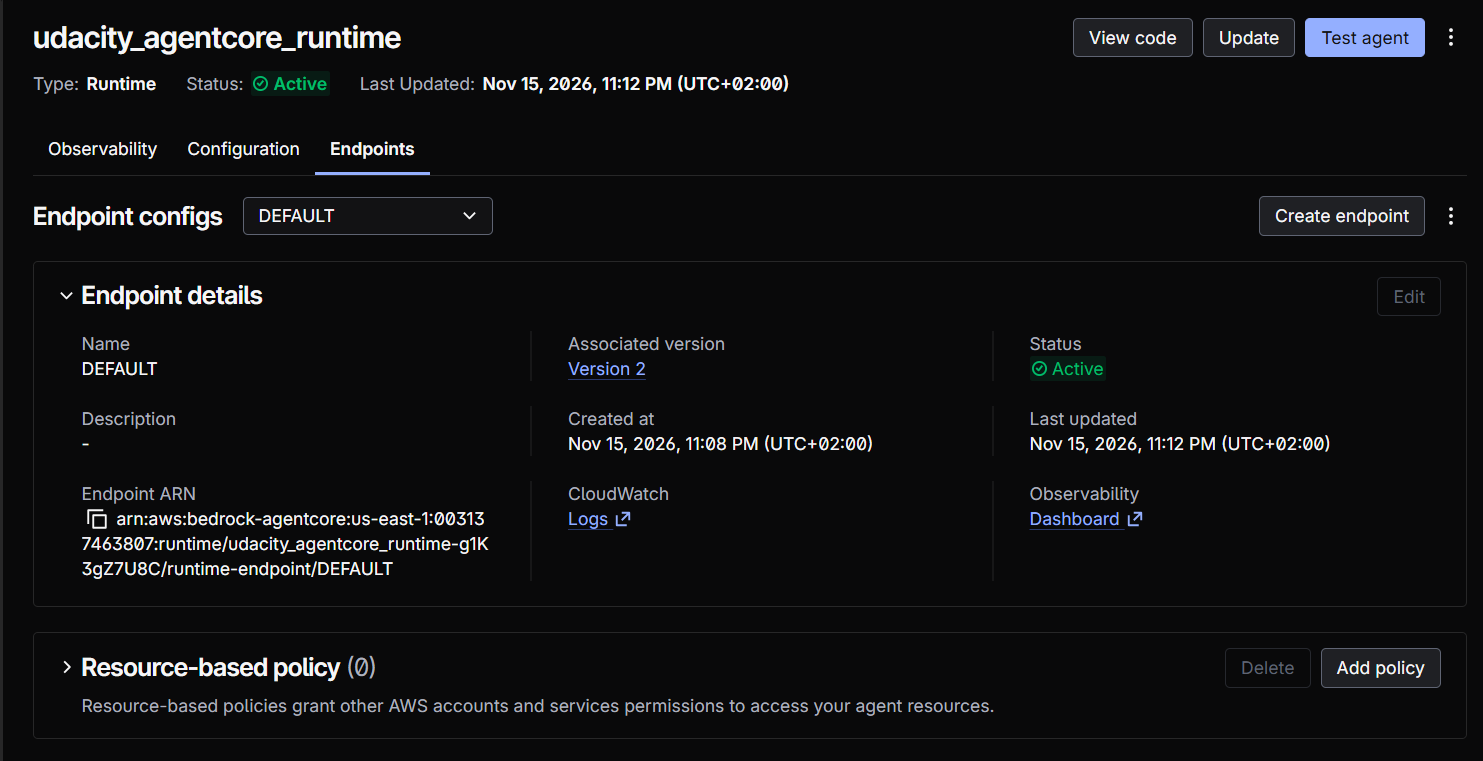 udacity_agentcore_runtime
View code
Update
Test agent
Type: Runtime
Status: Active
Last Updated: Nov 15, 2026, 11:12 PM (UTC+02:00)
Observability
Configuration
Endpoints
Endpoint configs
DEFAULT
Create endpoint
Endpoint details
Edit
Name
DEFAULT
Associated version
Version 2
Status
Active
Description
-
Created at
Nov 15, 2026, 11:08 PM (UTC+02:00)
Last updated
Nov 15, 2026, 11:12 PM (UTC+02:00)
Endpoint ARN
arn:aws:bedrock-agentcore:us-east-1:00313
7463807:runtime/udacity_agentcore_runtime-g1K
3gZ7U8C/runtime-endpoint/DEFAULT
CloudWatch
Logs
Observability
Dashboard
Resource-based policy (0)
Delete
Add policy
Resource-based policies grant other AWS accounts and services permissions to access your agent resources.